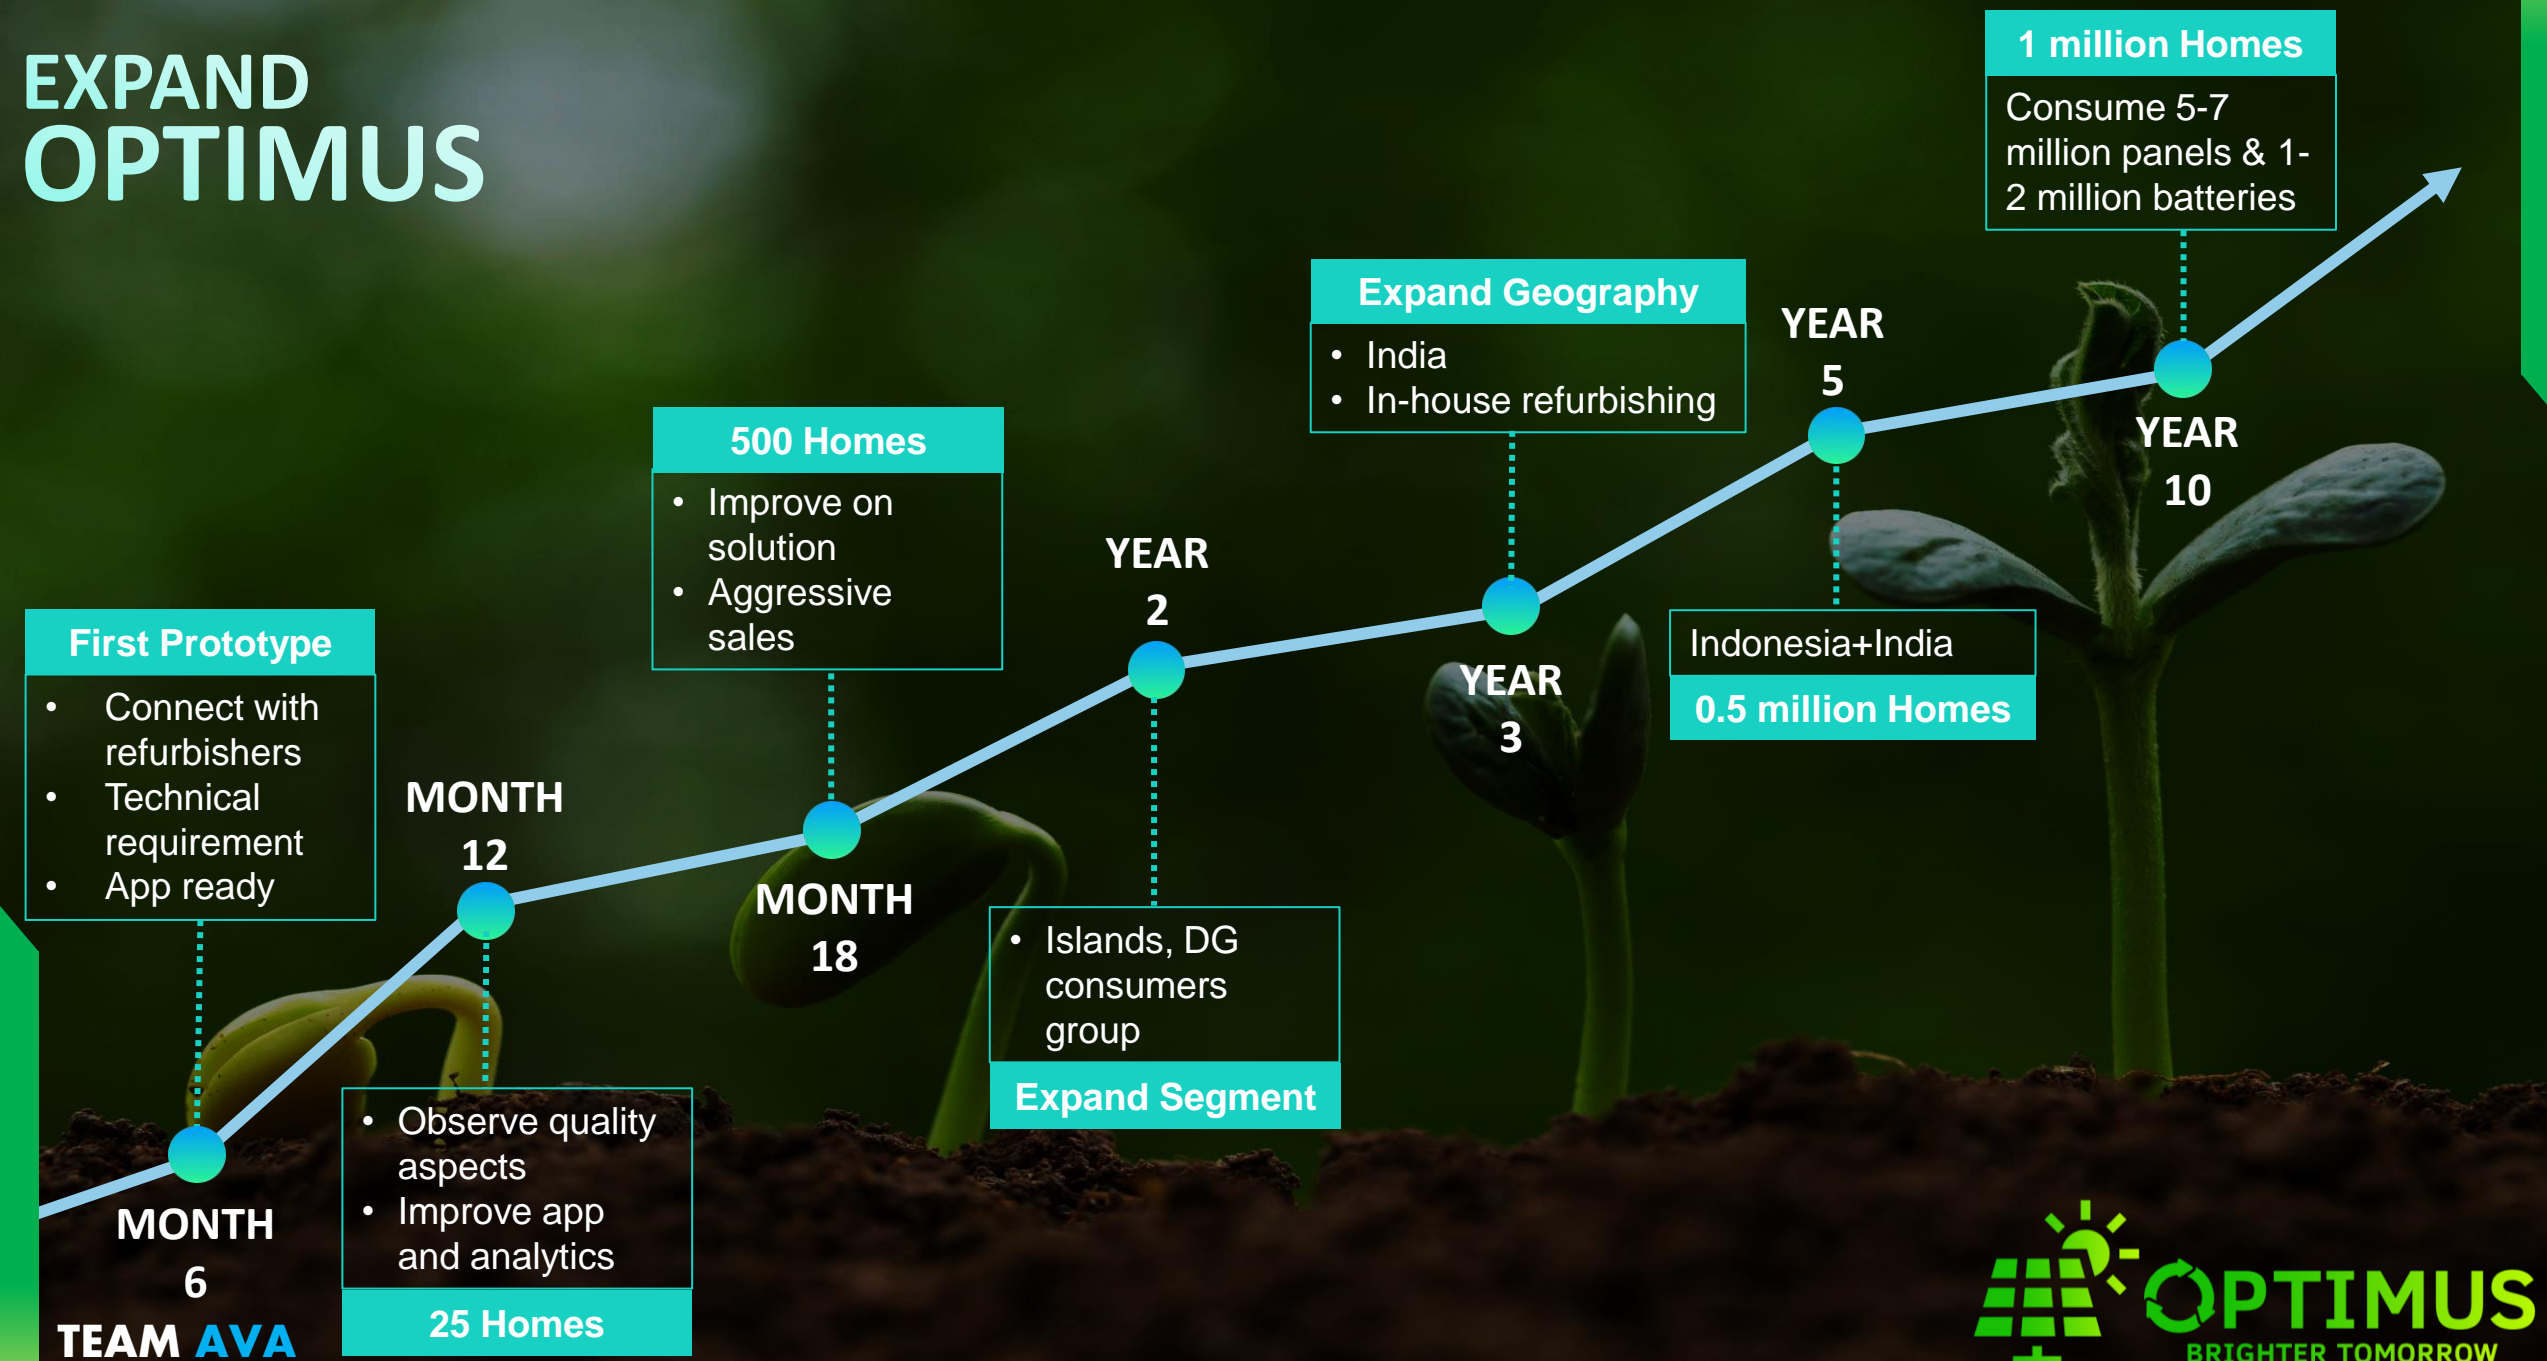 EXPAND
OPTIMUS
First Prototype
• Connect with
refurbishers
• Technical
requirement
• App ready
MONTH
6
MONTH
12
• Observe quality
aspects
• Improve app
and analytics
25 Homes
500 Homes
• Improve on
solution
• Aggressive
sales
MONTH
18
YEAR
2
• Islands, DG
consumers
group
Expand Segment
Expand Geography
• India
• In-house refurbishing
YEAR
3
YEAR
5
Indonesia+India
0.5 million Homes
1 million Homes
Consume 5-7
million panels & 1-
2 million batteries
YEAR
10
TEAM AVA
OPTIMUS
BRIGHTER TOMORROW